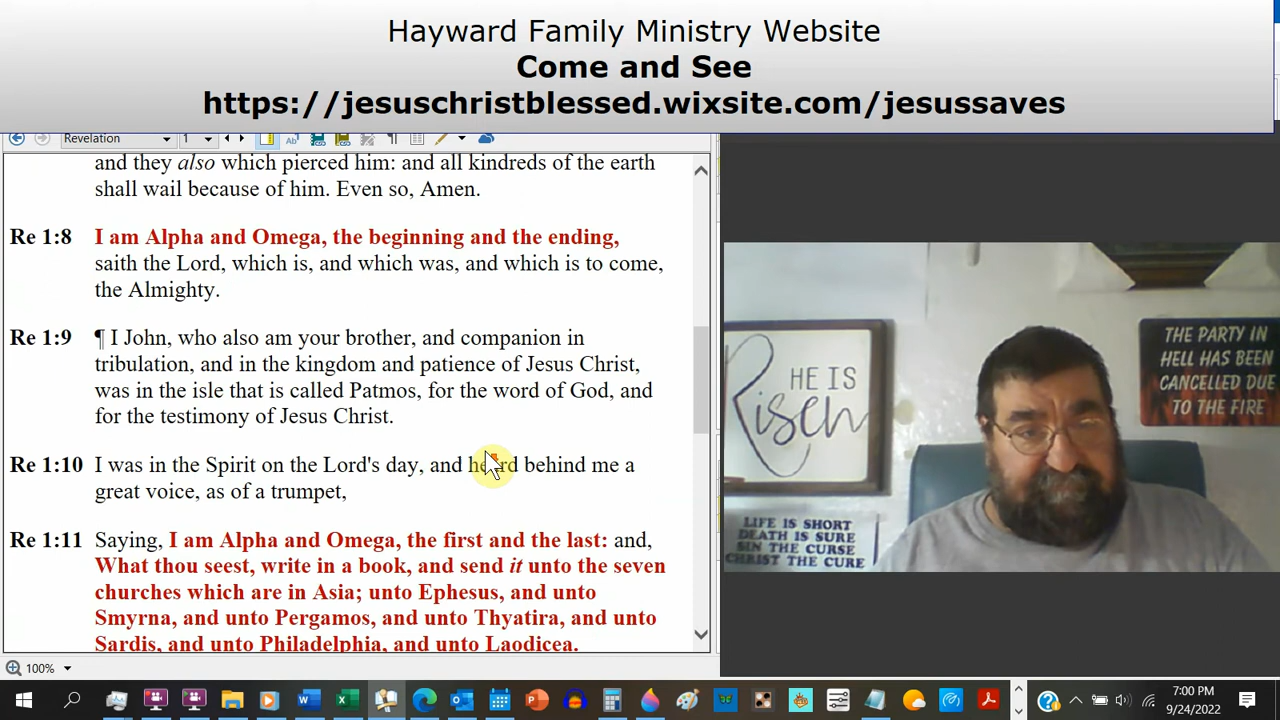 Hayward Family Ministry Website
Come and See
https://jesuschristblessed.wixsite.com/jesussaves
Revelation 1
and they also which pierced him: and all kindreds of the earth
shall wail because of him. Even so, Amen.
Re 1:8 I am Alpha and Omega, the beginning and the ending,
saith the Lord, which is, and which was, and which is to come,
the Almighty.
Re 1:9 ¶ I John, who also am your brother, and companion in
tribulation, and in the kingdom and patience of Jesus Christ,
was in the isle that is called Patmos, for the word of God, and
for the testimony of Jesus Christ.
Re 1:10 I was in the Spirit on the Lord's day, and heard behind me a
great voice, as of a trumpet,
Re 1:11 Saying, I am Alpha and Omega, the first and the last: and,
What thou seest, write in a book, and send it unto the seven
churches which are in Asia; unto Ephesus, and unto
Smyrna, and unto Pergamos, and unto Thyatira, and unto
Sardis, and unto Philadelphia, and unto Laodicea.
100%
HE IS
Risen
THE PARTY IN
HELL HAS BEEN
CANCELLED DUE
TO THE FIRE
LIFE IS SHORT
DEATH IS SURE
SIN THE CURSE
CHRIST THE CURE
7:00 PM
9/24/2022